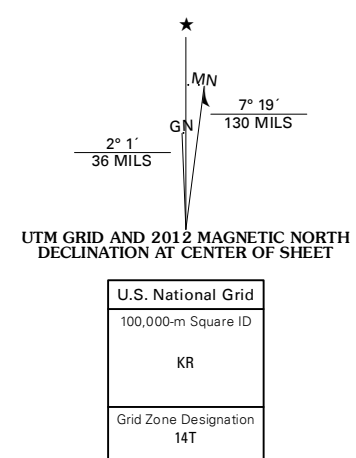 ★
MN
7° 19´
130 MILS
GN
2° 1´
36 MILS
UTM GRID AND 2012 MAGNETIC NORTH
DECLINATION AT CENTER OF SHEET
U.S. National Grid
100,000-m Square ID
KR
Grid Zone Designation
14T